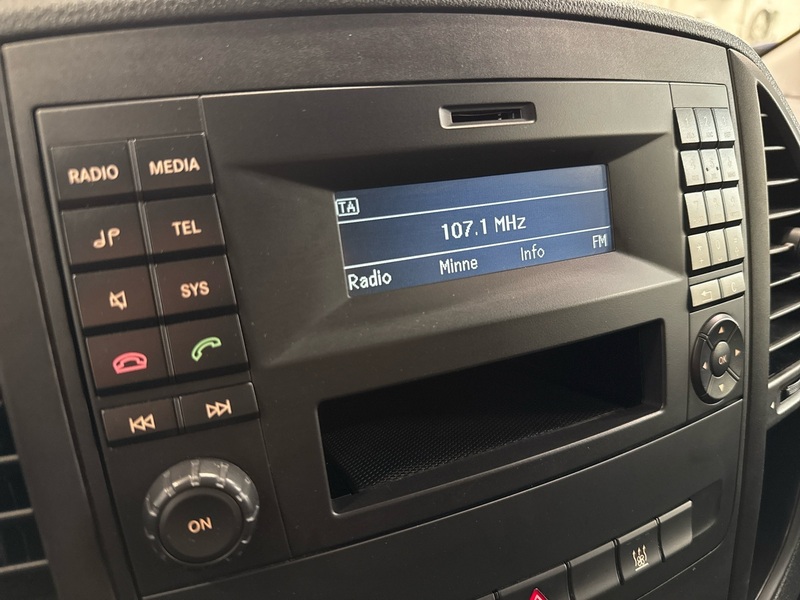 RADIO MEDIA
TEL
SYS
ON
TA
107.1 MHz
Radio Minne Info FM
OK